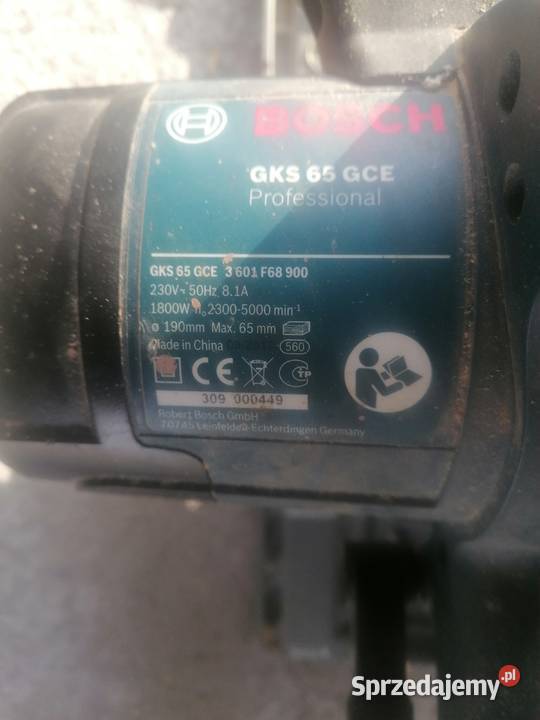 BOSCH
GKS 65 GCE
Professional
GKS 65 GCE 3 601 F68 900
230V~ 50Hz 8.1A
1800W n₀2300-5000 min⁻¹
ø 190mm Max. 65 mm
Made in China 560
CE
309 000449
Robert Bosch GmbH
70745 Leinfelden-Echterdingen Germany
Sprzedajemy.pl